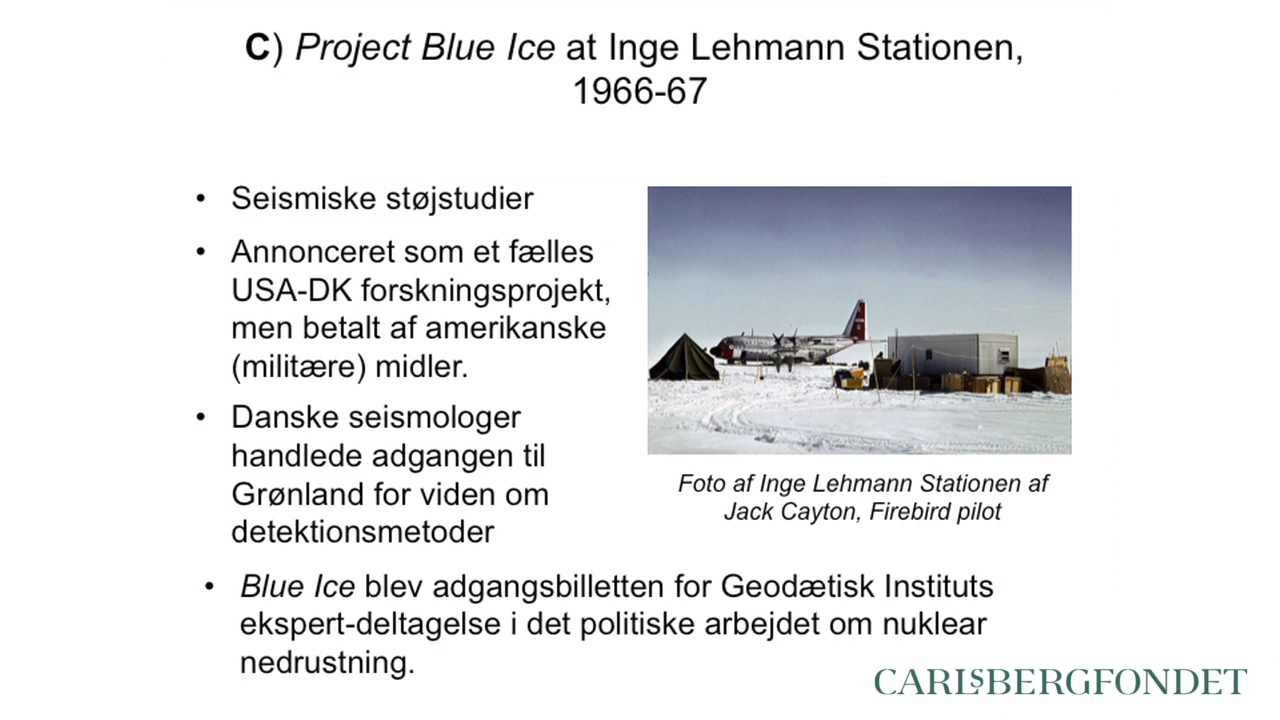 C) Project Blue Ice at Inge Lehmann Stationen,
1966-67
• Seismiske støjstudier
• Annonceret som et fælles
USA-DK forskningsprojekt,
men betalt af amerikanske
(militære) midler.
• Danske seismologer
handlede adgangen til
Grønland for viden om
detektionsmetoder
Foto af Inge Lehmann Stationen af
Jack Cayton, Firebird pilot
• Blue Ice blev adgangsbilletten for Geodætisk Instituts
ekspert-deltagelse i det politiske arbejdet om nuklear
nedrustning.
CARLSBERGFONDET